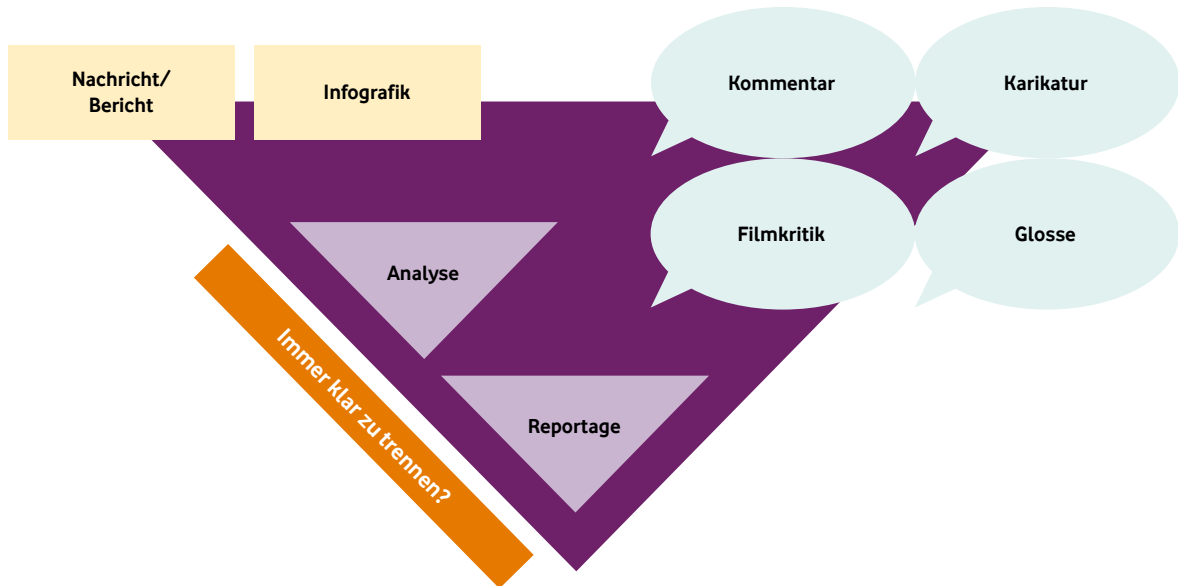 Nachricht/
Bericht
Infografik
Kommentar
Karikatur
Filmkritik
Glosse
Analyse
Reportage
Immer klar zu trennen?